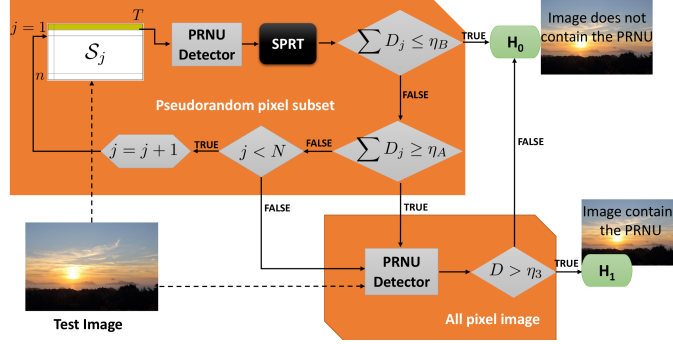 j = 1
T
n
S_j
PRNU
Detector
SPRT
∑ D_j ≤ η_B
TRUE
H_0
Image does not
contain the PRNU
FALSE
Pseudorandom pixel subset
∑ D_j ≥ η_A
FALSE
j < N
TRUE
j = j + 1
FALSE
TRUE
FALSE
PRNU
Detector
D > η_3
TRUE
H_1
Image contain
the PRNU
Test Image
All pixel image